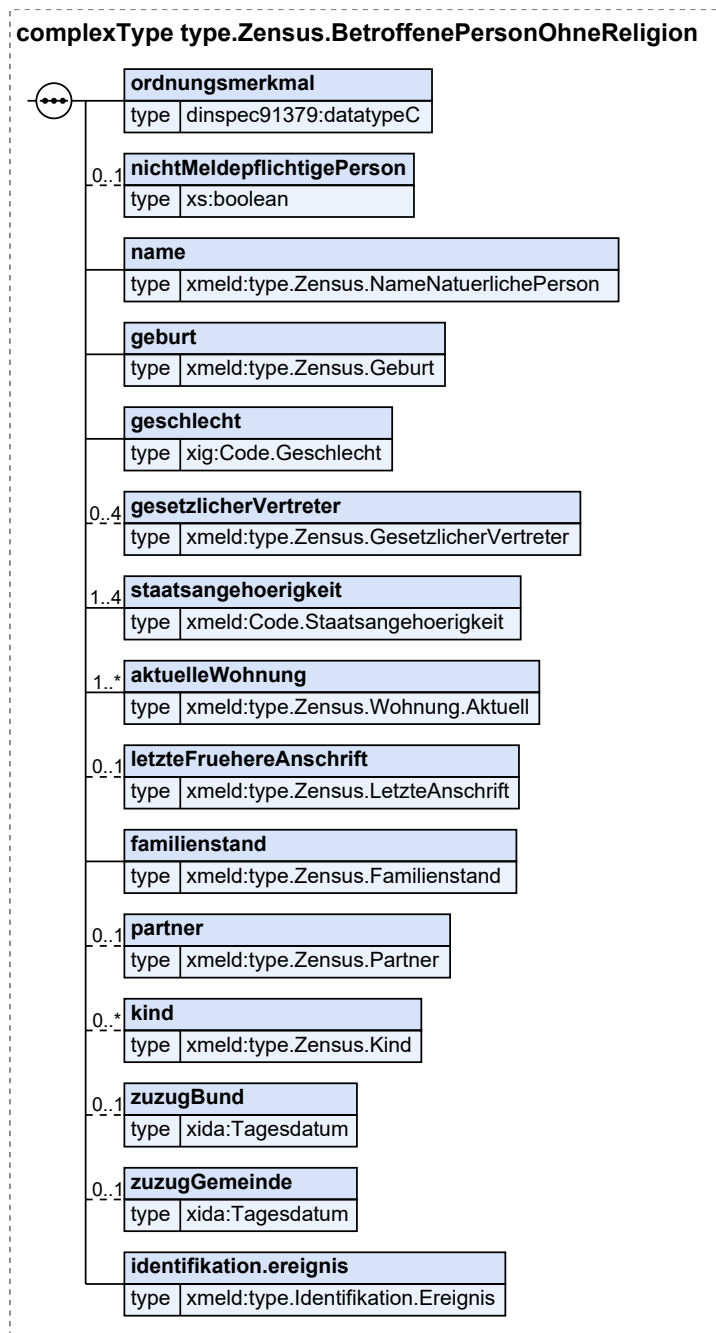 complexType type.Zensus.BetroffenePersonOhneReligion
ordnungsmerkmal
type dinspec91379:datatypeC
0..1 nichtMeldepflichtigePerson
type xs:boolean
name
type xmeld:type.Zensus.NameNatuerlichePerson
geburt
type xmeld:type.Zensus.Geburt
geschlecht
type xig:Code.Geschlecht
0..4 gesetzlicherVertreter
type xmeld:type.Zensus.GesetzlicherVertreter
1..4 staatsangehoerigkeit
type xmeld:Code.Staatsangehoerigkeit
1..* aktuelleWohnung
type xmeld:type.Zensus.Wohnung.Aktuell
0..1 letzteFruehereAnschrift
type xmeld:type.Zensus.LetzteAnschrift
familienstand
type xmeld:type.Zensus.Familienstand
0..1 partner
type xmeld:type.Zensus.Partner
0..* kind
type xmeld:type.Zensus.Kind
0..1 zuzugBund
type xida:Tagesdatum
0..1 zuzugGemeinde
type xida:Tagesdatum
identifikation.ereignis
type xmeld:type.Identifikation.Ereignis